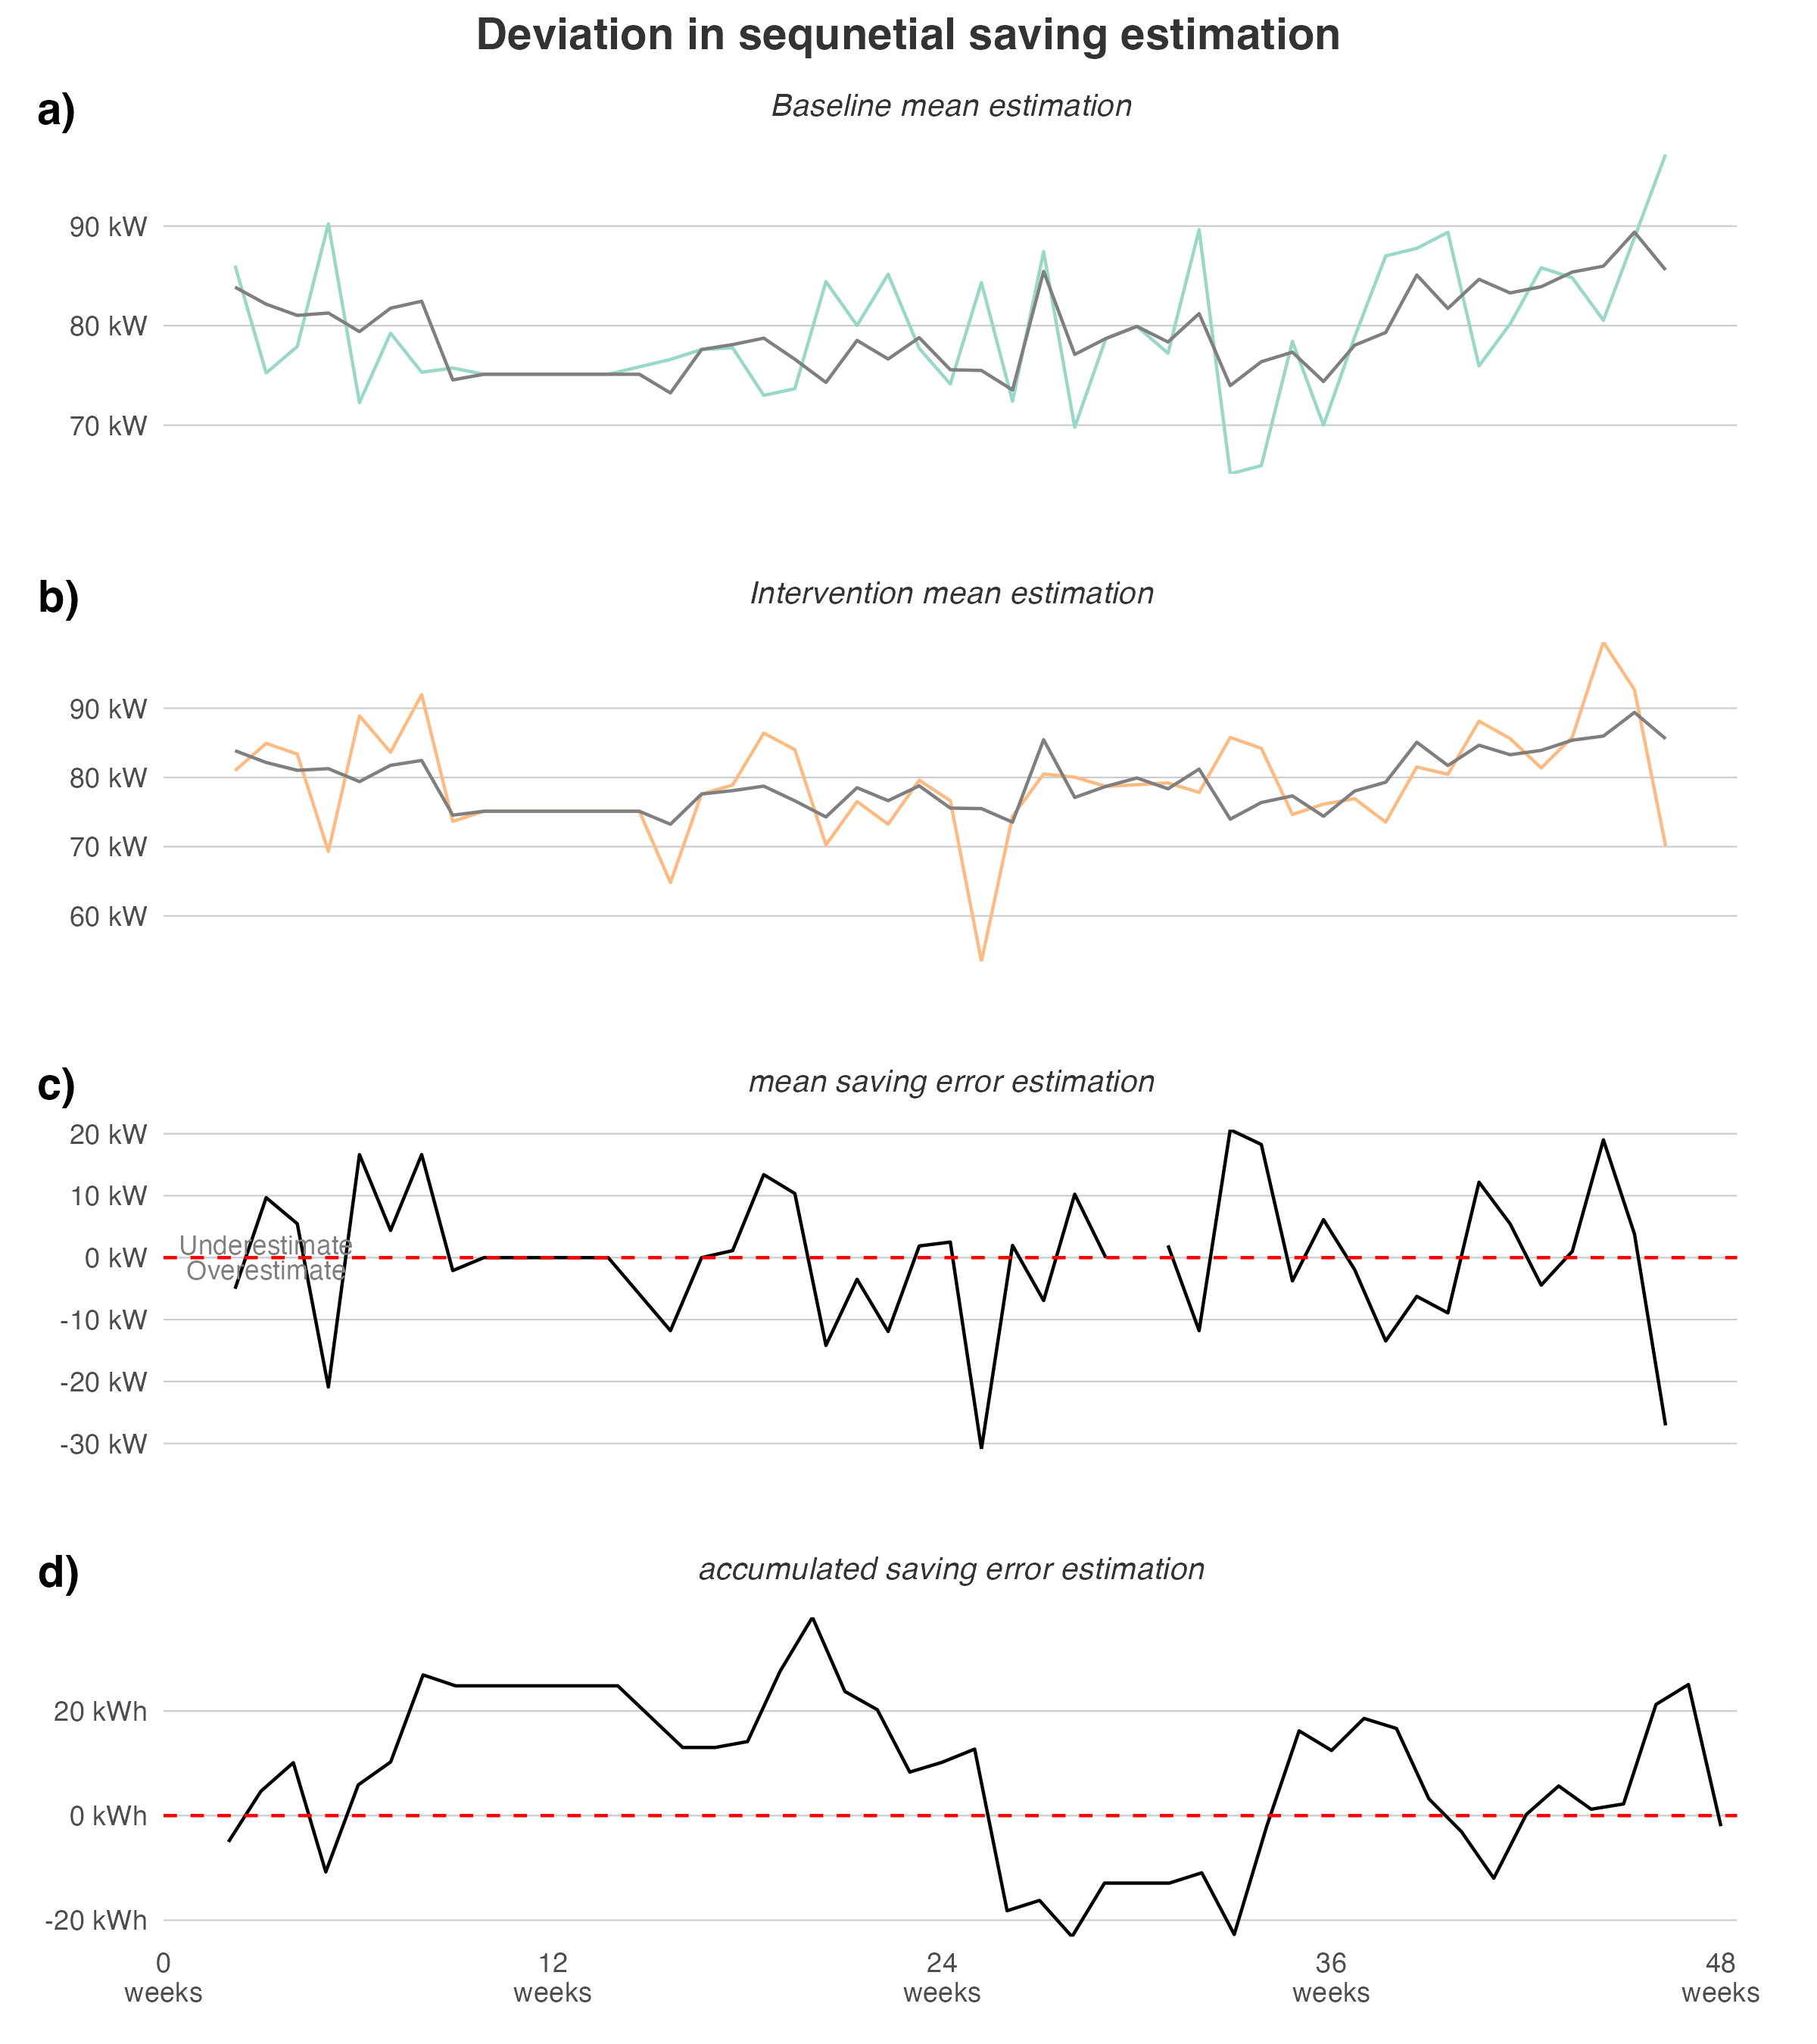 Deviation in sequnetial saving estimation
a)
Baseline mean estimation
90 kW
80 kW
70 kW
b)
Intervention mean estimation
90 kW
80 kW
70 kW
60 kW
c)
mean saving error estimation
20 kW
10 kW
Underestimate
0 kW
Overestimate
-10 kW
-20 kW
-30 kW
d)
accumulated saving error estimation
20 kWh
0 kWh
-20 kWh
0 12 24 36 48
weeks weeks weeks weeks weeks